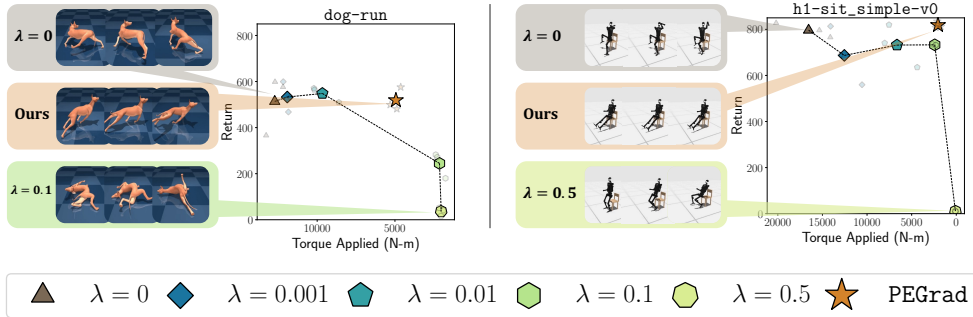 dog-run
λ = 0
Ours
λ = 0.1
Return
800
600
400
200
0
10000
5000
Torque Applied (N-m)
h1-sit_simple-v0
λ = 0
Ours
λ = 0.5
Return
800
600
400
200
0
20000
15000
10000
5000
0
Torque Applied (N-m)
λ = 0
λ = 0.001
λ = 0.01
λ = 0.1
λ = 0.5
PEGrad